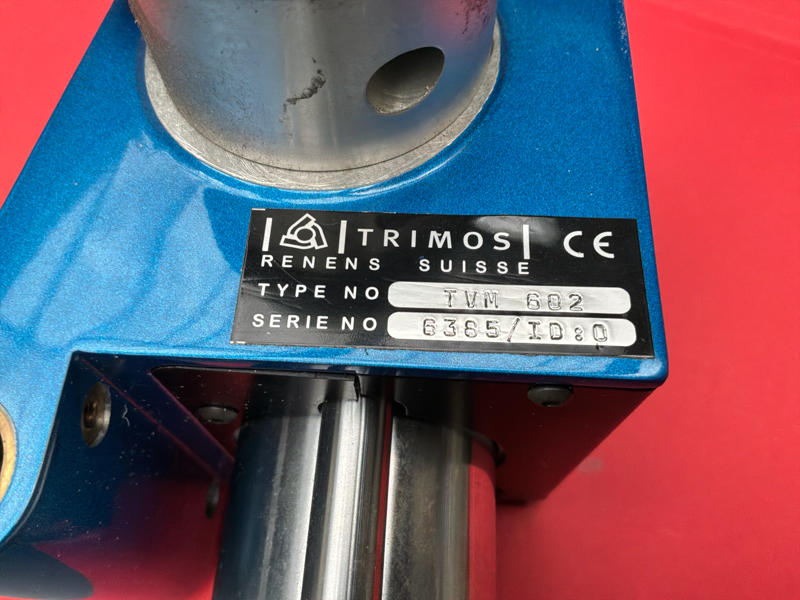 TRIMOS CE
RENENS SUISSE
TYPE NO TVM 602
SERIE NO 6385/ID:0